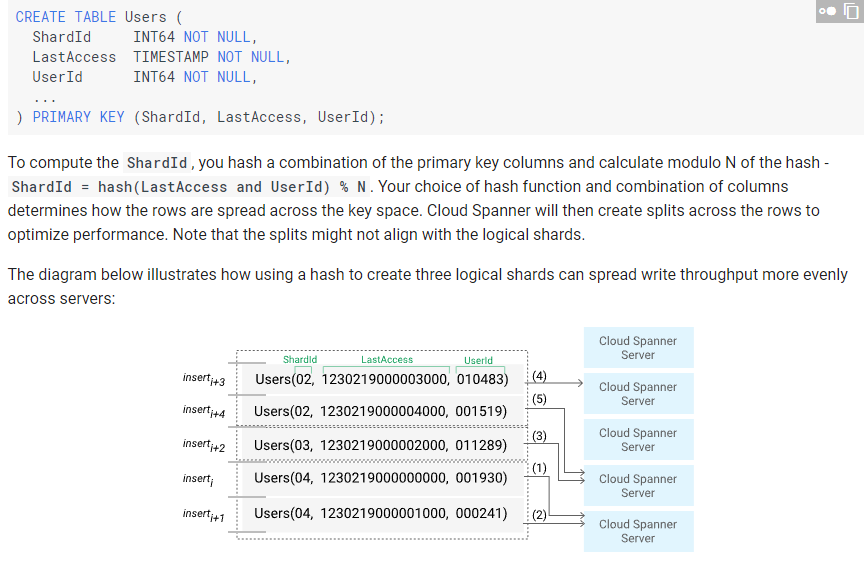 CREATE TABLE Users (
ShardId INT64 NOT NULL,
LastAccess TIMESTAMP NOT NULL,
UserId INT64 NOT NULL,
...
) PRIMARY KEY (ShardId, LastAccess, UserId);
To compute the ShardId, you hash a combination of the primary key columns and calculate modulo N of the hash -
ShardId = hash(LastAccess and UserId) % N. Your choice of hash function and combination of columns
determines how the rows are spread across the key space. Cloud Spanner will then create splits across the rows to
optimize performance. Note that the splits might not align with the logical shards.
The diagram below illustrates how using a hash to create three logical shards can spread write throughput more evenly
across servers:
ShardId LastAccess UserId
insert i+3 Users(02, 1230219000003000, 010483) (4)
insert i+4 Users(02, 1230219000004000, 001519) (5)
insert i+2 Users(03, 1230219000002000, 011289) (3)
insert i Users(04, 1230219000000000, 001930) (1)
insert i+1 Users(04, 1230219000001000, 000241) (2)
Cloud Spanner
Server
Cloud Spanner
Server
Cloud Spanner
Server
Cloud Spanner
Server
Cloud Spanner
Server